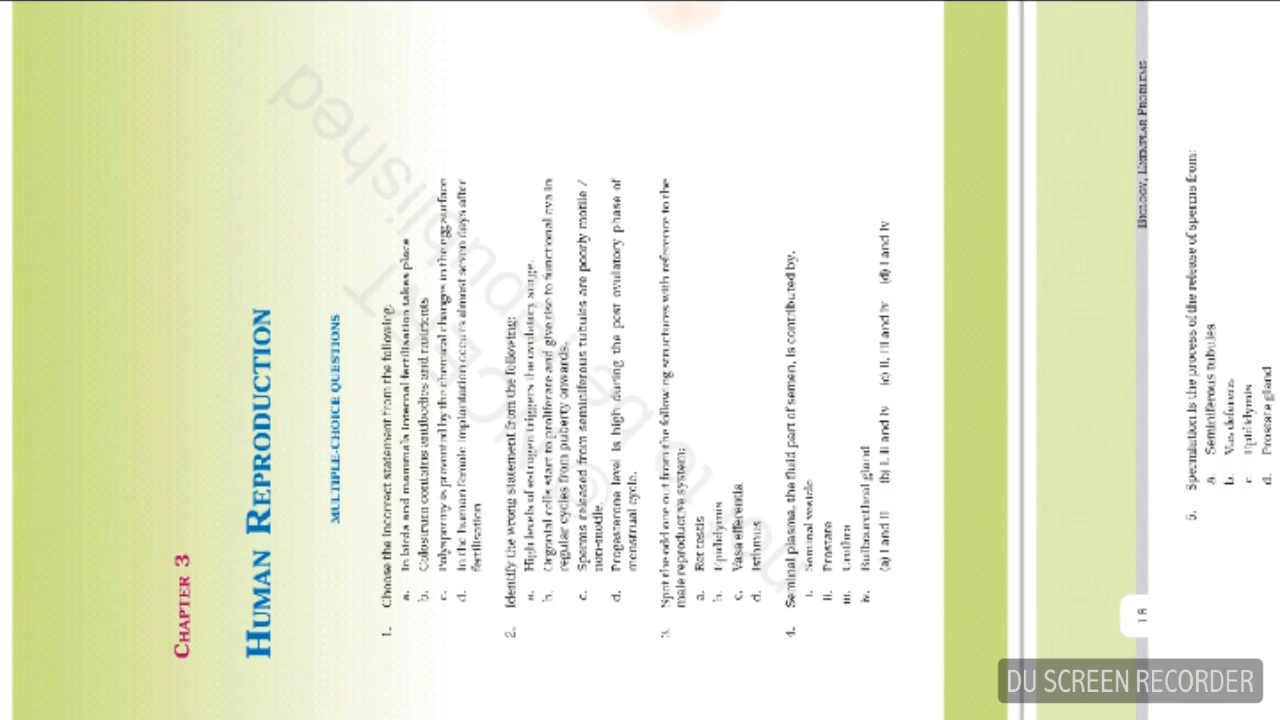 CHAPTER 3
HUMAN REPRODUCTION
MULTIPLE-CHOICE QUESTIONS
1. Choose the incorrect statement from the following:
a. In birds and mammals internal fertilisation takes place
b. Colostrum contains antibodies and nutrients
c. Polyspermy is prevented by the chemical changes in the egg surface
d. In the human female implantation occurs almost seven days after
fertilisation
2. Identify the wrong statement from the following:
a. High levels of estrogen triggers the ovulatory surge.
b. Oogonial cells start to proliferate and give rise to functional ova in
regular cycles from puberty onwards.
c. Sperms released from seminiferous tubules are poorly motile /
non-motile.
d. Progesterone level is high during the post ovulatory phase of
menstrual cycle.
3. Spot the odd one out from the following structures with reference to the
male reproductive system:
a. Rete testis
b. Epididymis
c. Vasa efferentia
d. Isthmus
4. Seminal plasma, the fluid part of semen, is contributed by.
i. Seminal vesicle
ii. Prostate
iii. Urethra
iv. Bulbourethral gland
(a) i and ii (b) i, ii and iv (c) ii, iii and iv (d) i and iv
18
BIOLOGY, EXEMPLAR PROBLEMS
5. Spermiation is the process of the release of sperms from:
a. Seminiferous tubules
b. Vas deferens
c. Epididymis
d. Prostate gland
to be republished
DU SCREEN RECORDER